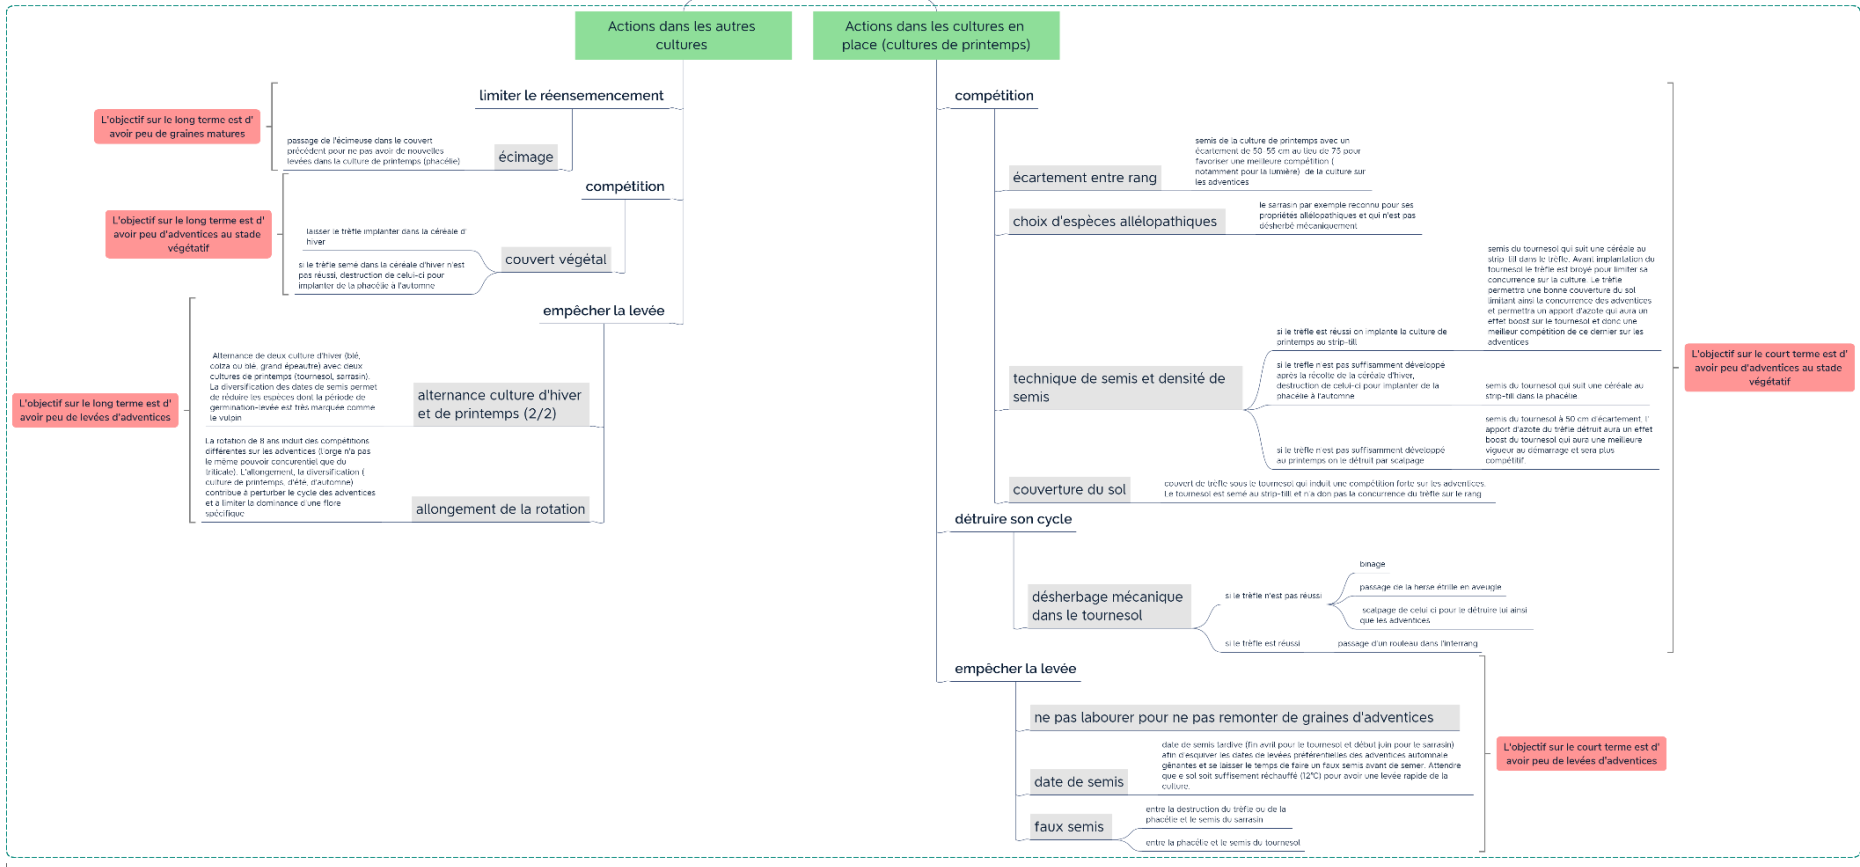 Actions dans les autres
cultures
limiter le réensemencement
L'objectif sur le long terme est d'
avoir peu de graines matures
passage de l'écimeuse dans le couvert
précédent pour ne pas avoir de nouvelles
levées dans la culture de printemps (phacélie)
écimage
compétition
L'objectif sur le long terme est d'
avoir peu d'adventices au stade
végétatif
laisser le trèfle implanter dans la céréale d'
hiver
si le trèfle semé dans la céréale d'hiver n'est
pas réussi, destruction de celui-ci pour
implanter de la phacélie à l'automne
couvert végétal
empêcher la levée
L'objectif sur le long terme est d'
avoir peu de levées d'adventices
Alternance de deux culture d'hiver (blé,
colza ou blé, grand épeautre) avec deux
cultures de printemps (tournesol, sarrasin).
La diversification des dates de semis permet
de réduire les espèces dont la période de
germination-levée est très marquée comme
le vulpin
alternance culture d'hiver
et de printemps (2/2)
La rotation de 8 ans induit des compétitions
différentes sur les adventices (l'orge n'a pas
le même pouvoir concurentiel que du
triticale). L'allongement, la diversification (
culture de printemps, d'été, d'automne)
contribue à perturber le cycle des adventices
et a limiter la dominance d'une flore
spécifique
allongement de la rotation
Actions dans les cultures en
place (cultures de printemps)
compétition
écartement entre rang
semis de la culture de printemps avec un
écartement de 50-55 cm au lieu de 75 pour
favoriser une meilleure compétition (
notamment pour la lumière) de la culture sur
les adventices
choix d'espèces allélopathiques
le sarrasin par exemple reconnu pour ses
propriétés allélopathiques et qui n'est pas
désherbé mécaniquement
technique de semis et densité de
semis
si le trèfle est réussi on implante la culture de
printemps au strip-till
semis du tournesol qui suit une céréale au
strip-till dans le trèfle. Avant implantation du
tournesol le trèfle est broyé pour limiter sa
concurrence sur la culture. Le trèfle
permettra une bonne couverture du sol
limitant ainsi la concurrence des adventices
et permettra un apport d'azote qui aura un
effet boost sur le tournesol et donc une
meilleur compétition de ce dernier sur les
adventices
si le trèfle n'est pas suffisamment développé
après la récolte de la céréale d'hiver,
destruction de celui-ci pour implanter de la
phacélie à l'automne
semis du tournesol qui suit une céréale au
strip-till dans la phacélie
si le trèfle n'est pas suffisamment développé
au printemps on le détruit par scalpage
semis du tournesol à 50 cm d'écartement, l'
apport d'azote du trèfle détruit aura un effet
boost du tournesol qui aura une meilleure
vigueur au démarrage et sera plus
compétitif.
couverture du sol
couvert de trèfle sous le tournesol qui induit une compétition forte sur les adventices.
Le tournesol est semé au strip-tilll et n'a don pas la concurrence du trèfle sur le rang
L'objectif sur le court terme est d'
avoir peu d'adventices au stade
végétatif
détruire son cycle
désherbage mécanique
dans le tournesol
si le trèfle n'est pas réussi
binage
passage de la herse étrille en aveugle
scalpage de celui ci pour le détruire lui ainsi
que les adventices
si le trèfle est réussi
passage d'un rouleau dans l'interrang
empêcher la levée
ne pas labourer pour ne pas remonter de graines d'adventices
date de semis
date de semis tardive (fin avril pour le tournesol et début juin pour le sarrasin)
afin d'esquiver les dates de levées préférentielles des adventices automnale
gênantes et se laisser le temps de faire un faux semis avant de semer. Attendre
que e sol soit suffisement réchauffé (12°C) pour avoir une levée rapide de la
culture.
faux semis
entre la destruction du trèfle ou de la
phacélie et le semis du sarrasin
entre la phacélie et le semis du tournesol
L'objectif sur le court terme est d'
avoir peu de levées d'adventices